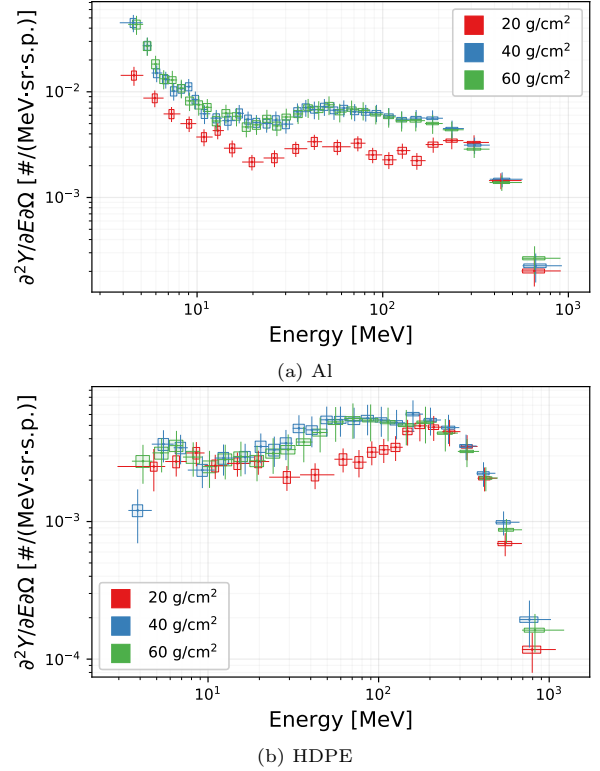 ∂²Y/∂E∂Ω [#/(MeV·sr·s.p.)]
10⁻²
10⁻³
20 g/cm²
40 g/cm²
60 g/cm²
10¹
10²
10³
Energy [MeV]
(a) Al
∂²Y/∂E∂Ω [#/(MeV·sr·s.p.)]
10⁻³
10⁻⁴
20 g/cm²
40 g/cm²
60 g/cm²
10¹
10²
10³
Energy [MeV]
(b) HDPE